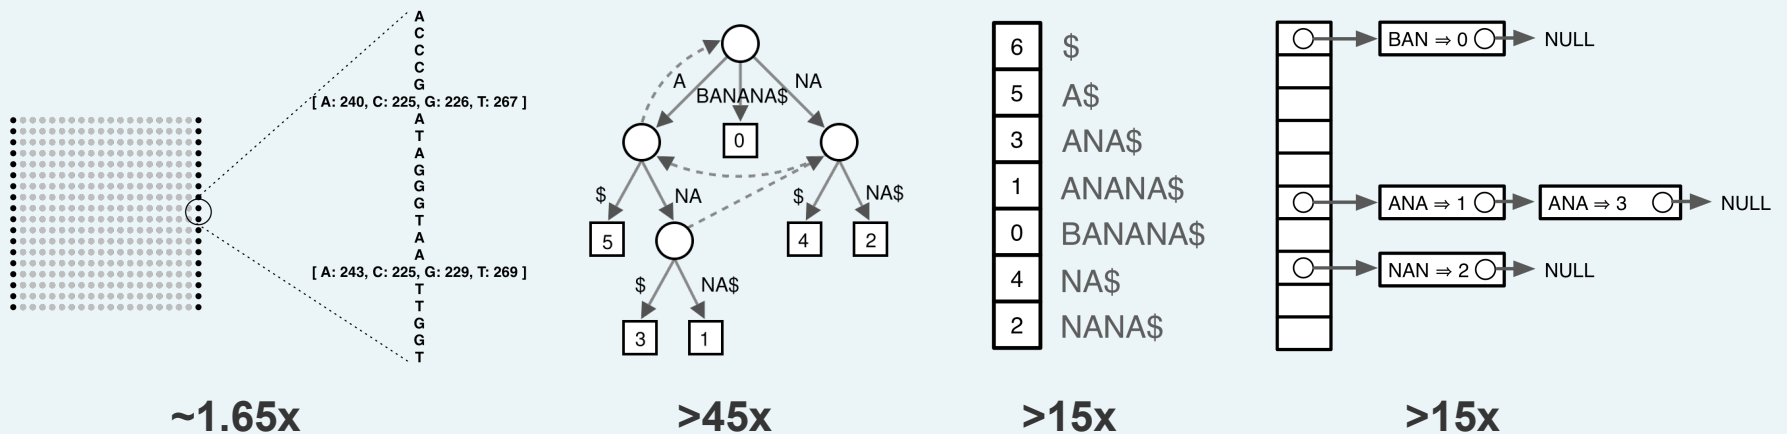 A
C
C
C
G
[ A: 240, C: 225, G: 226, T: 267 ]
A
T
A
G
G
G
T
A
A
[ A: 243, C: 225, G: 229, T: 269 ]
T
T
G
G
T
~1.65x
A
BANANA$
NA
0
$
NA
$
NA$
5
4
2
$
NA$
3
1
>45x
6 $
5 A$
3 ANA$
1 ANANA$
0 BANANA$
4 NA$
2 NANA$
>15x
BAN ⇒ 0 NULL
ANA ⇒ 1 ANA ⇒ 3 NULL
NAN ⇒ 2 NULL
>15x